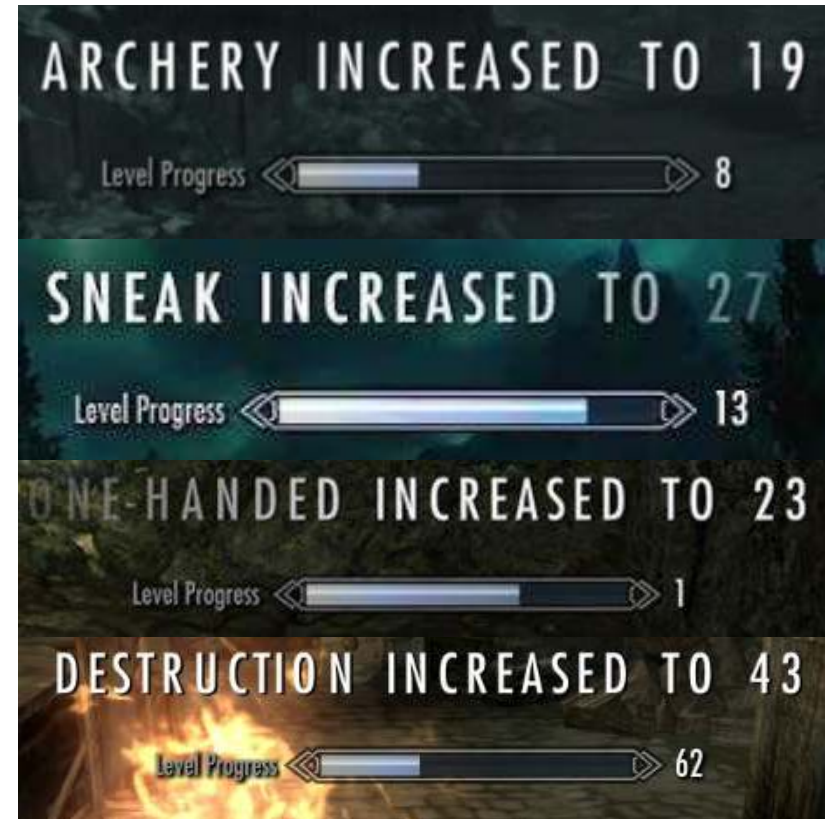 ARCHERY INCREASED TO 19
Level Progress 8
SNEAK INCREASED TO 27
Level Progress 13
ONE-HANDED INCREASED TO 23
Level Progress 1
DESTRUCTION INCREASED TO 43
Level Progress 62